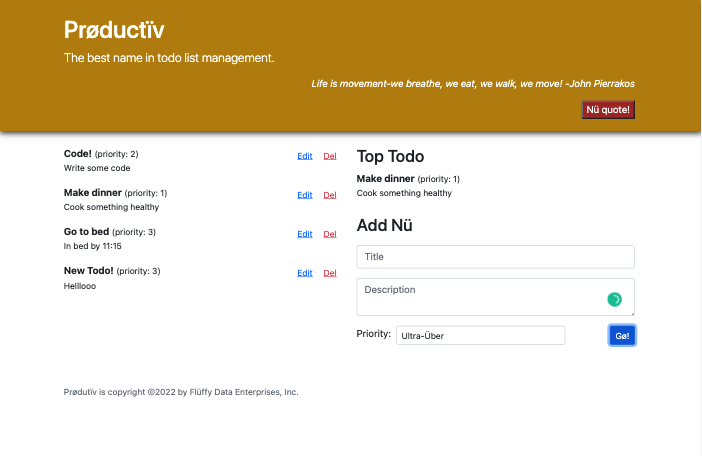 Prøductïv
The best name in todo list management.
Life is movement-we breathe, we eat, we walk, we move! -John Pierrakos
Nü quote!
Code! (priority: 2)
Write some code
Edit Del
Make dinner (priority: 1)
Cook something healthy
Edit Del
Go to bed (priority: 3)
In bed by 11:15
Edit Del
New Todo! (priority: 3)
Helllooo
Edit Del
Top Todo
Make dinner (priority: 1)
Cook something healthy
Add Nü
Title
Description
Priority: Ultra-Über
Gø!
Prødutïv is copyright ©2022 by Flüffy Data Enterprises, Inc.